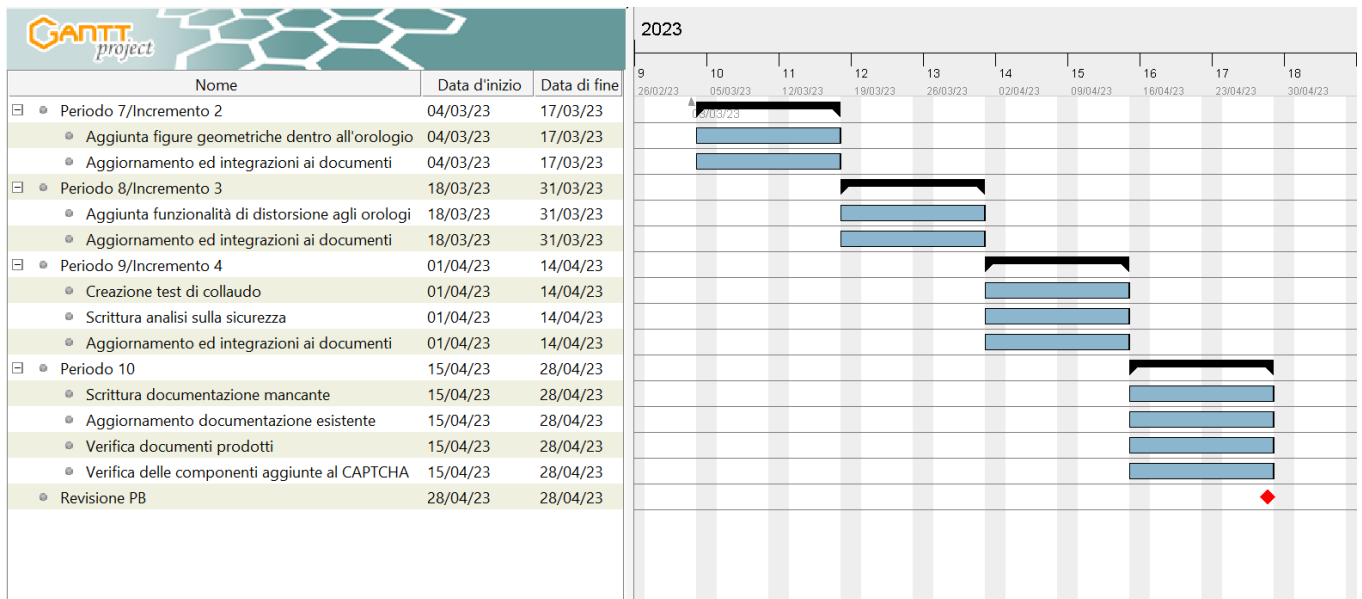 GANTT project
2023
Nome Data d'inizio Data di fine
9 10 11 12 13 14 15 16 17 18
26/02/23 05/03/23 12/03/23 19/03/23 26/03/23 02/04/23 09/04/23 16/04/23 23/04/23 30/04/23
Periodo 7/Incremento 2 04/03/23 17/03/23
03/03/23
Aggiunta figure geometriche dentro all'orologio 04/03/23 17/03/23
Aggiornamento ed integrazioni ai documenti 04/03/23 17/03/23
Periodo 8/Incremento 3 18/03/23 31/03/23
Aggiunta funzionalità di distorsione agli orologi 18/03/23 31/03/23
Aggiornamento ed integrazioni ai documenti 18/03/23 31/03/23
Periodo 9/Incremento 4 01/04/23 14/04/23
Creazione test di collaudo 01/04/23 14/04/23
Scrittura analisi sulla sicurezza 01/04/23 14/04/23
Aggiornamento ed integrazioni ai documenti 01/04/23 14/04/23
Periodo 10 15/04/23 28/04/23
Scrittura documentazione mancante 15/04/23 28/04/23
Aggiornamento documentazione esistente 15/04/23 28/04/23
Verifica documenti prodotti 15/04/23 28/04/23
Verifica delle componenti aggiunte al CAPTCHA 15/04/23 28/04/23
Revisione PB 28/04/23 28/04/23